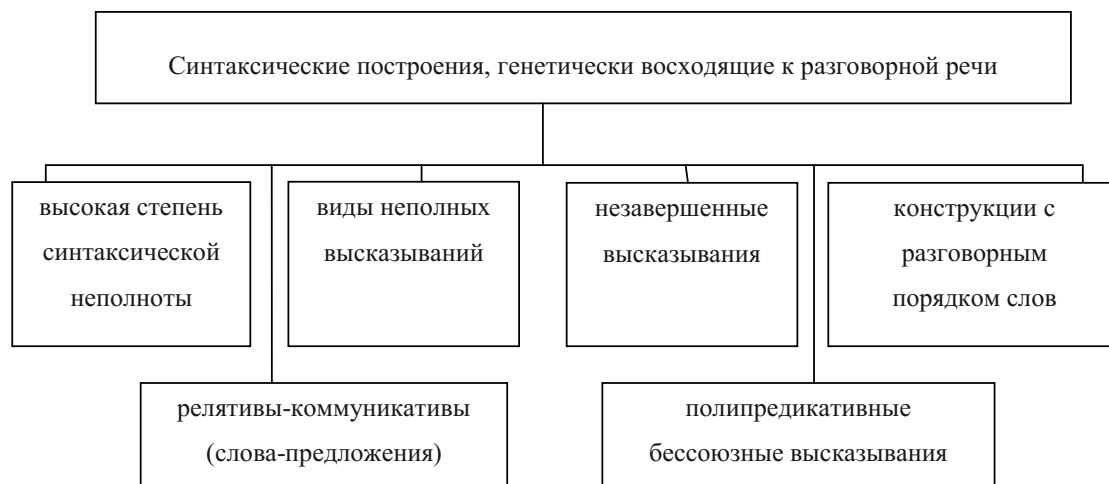 Синтаксические построения, генетически восходящие к разговорной речи
высокая степень
синтаксической
неполноты
виды неполных
высказываний
незавершенные
высказывания
конструкции с
разговорным
порядком слов
релятивы-коммуникативы
(слова-предложения)
полипредикативные
бессоюзные высказывания